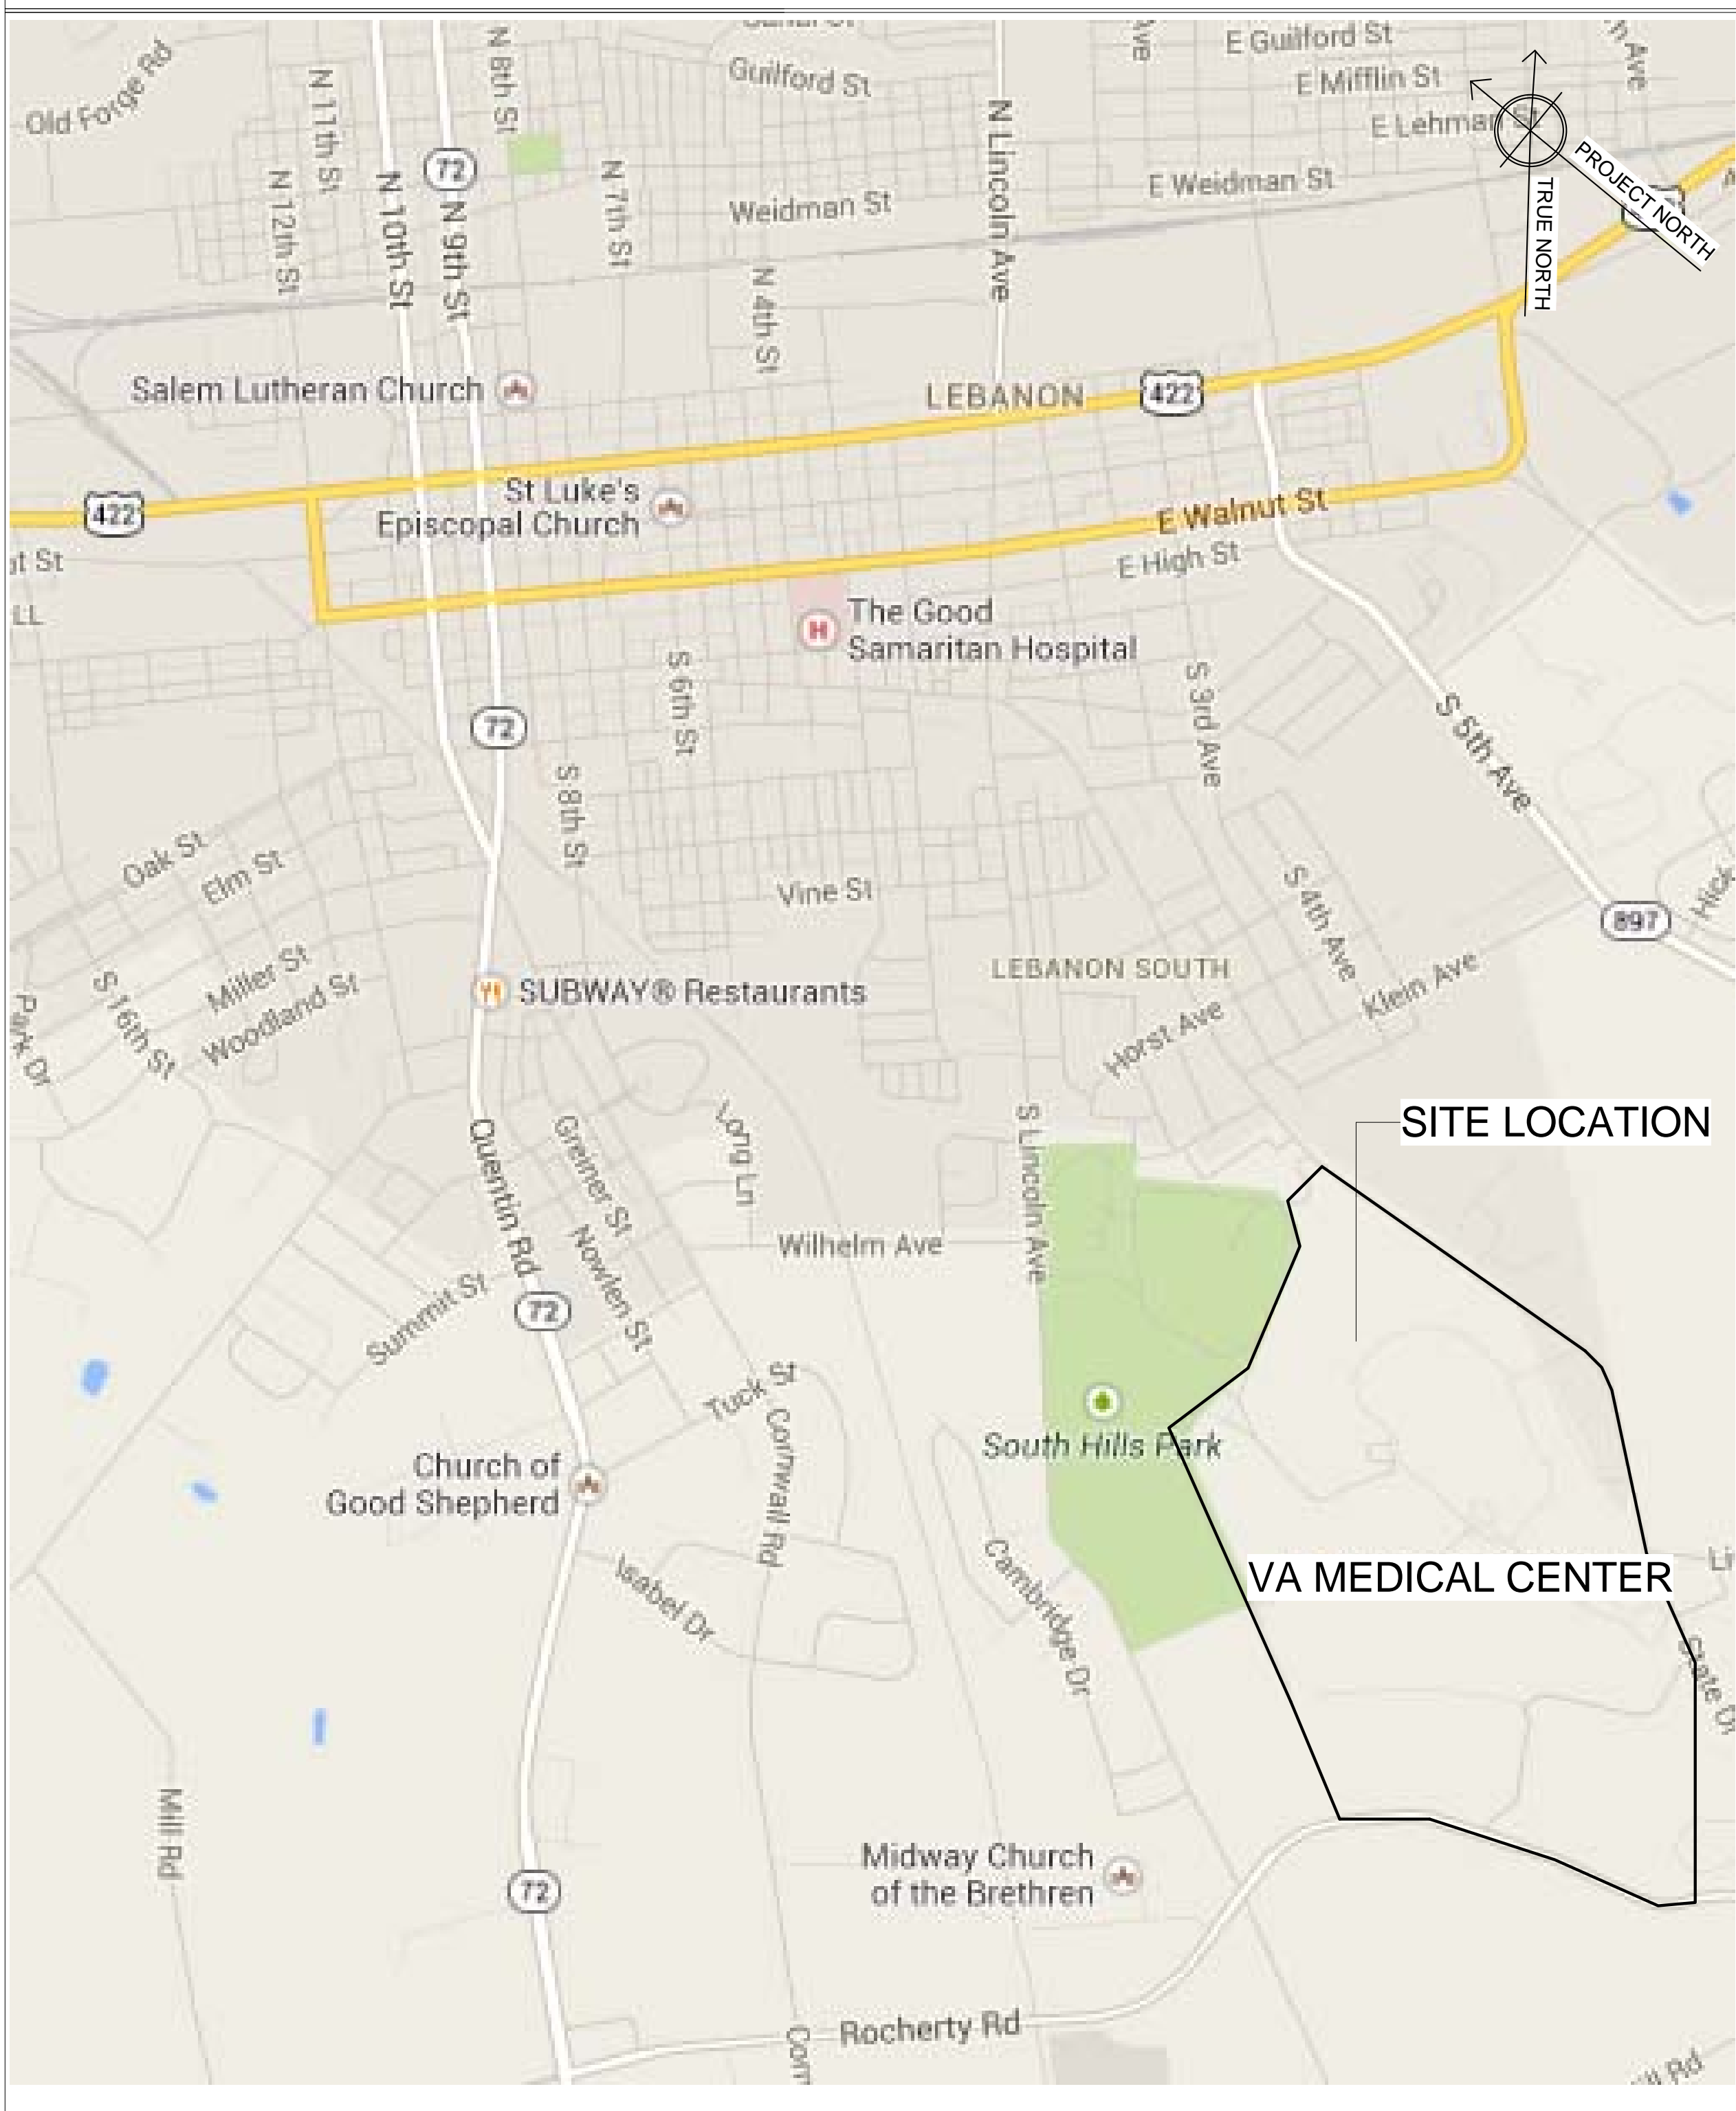 E Guilford St
Guilford St
E Mifflin St
Old Forge Rd
N 8th St
N 11th St
E Lehman St
N Lincoln Ave
72
PROJECT NORTH
TRUE NORTH
N 12th St
N 10th St
N 9th St
N 7th St
Weidman St
E Weidman St
N 4th St
Salem Lutheran Church
LEBANON
422
St Luke's
Episcopal Church
422
E Walnut St
E High St
The Good
Samaritan Hospital
S 6th St
S 3rd Ave
72
S 5th Ave
S 8th St
Oak St
Elm St
Vine St
S 4th Ave
897
Miller St
Woodland St
S 16th St
Park Dr
SUBWAY® Restaurants
LEBANON SOUTH
Klein Ave
Horst Ave
SITE LOCATION
Quentin Rd
Greiner St
Long Ln
S Lincoln Ave
Nowlen St
Wilhelm Ave
Summit St
72
Tuck St
South Hills Park
Cornwall Rd
Church of
Good Shepherd
Isabel Dr
Cambridge Dr
VA MEDICAL CENTER
State Dr
Mill Rd
Midway Church
of the Brethren
72
Rocherty Rd